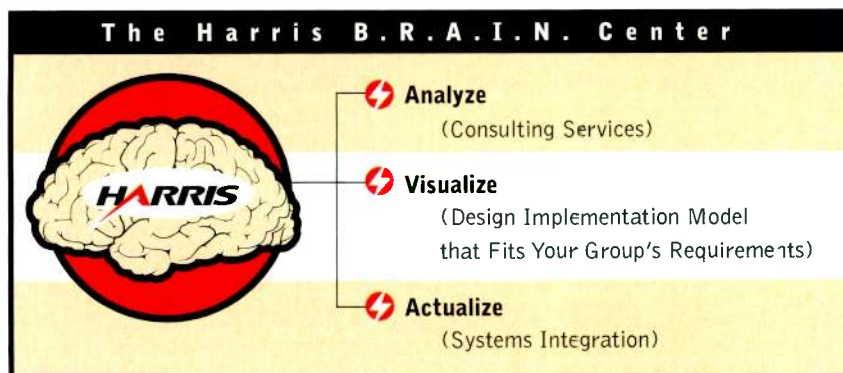 The Harris B.R.A.I.N. Center
HARRIS
Analyze
(Consulting Services)
Visualize
(Design Implementation Model
that Fits Your Group's Requirements)
Actualize
(Systems Integration)